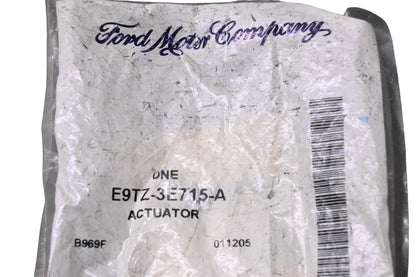 Ford Motor Company
ONE
E9TZ-3E715-A
ACTUATOR
B969F 011205